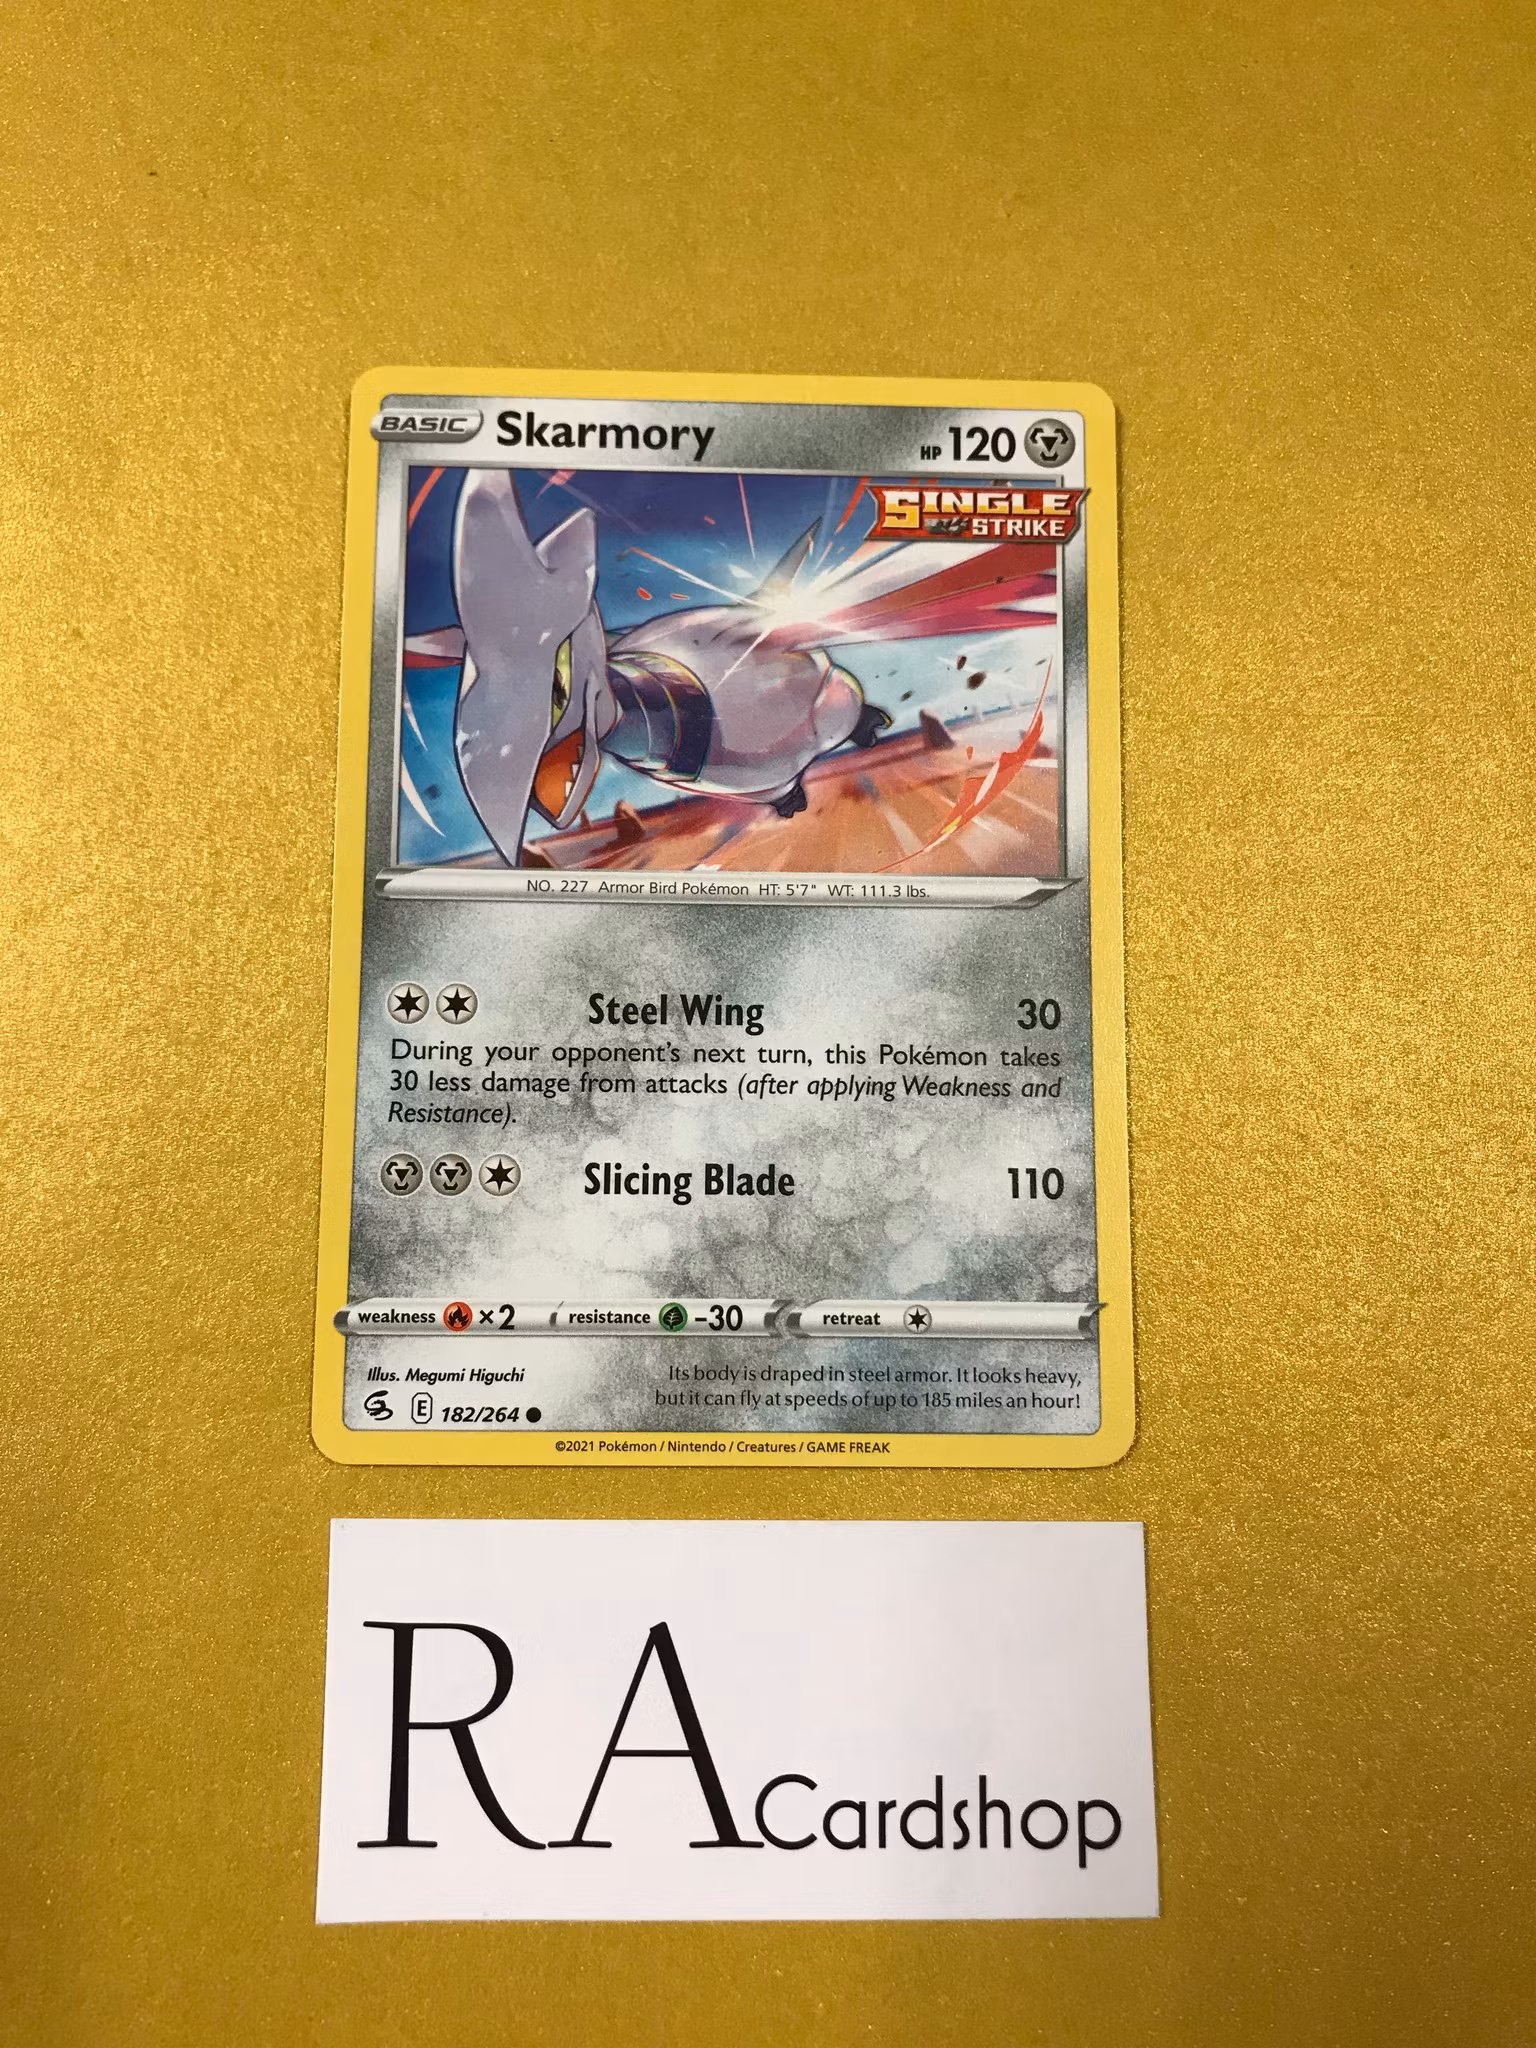 BASIC Skarmory HP 120
SINGLE
STRIKE
NO. 227 Armor Bird Pokémon HT: 5'7" WT: 111.3 lbs.
Steel Wing 30
During your opponent's next turn, this Pokémon takes
30 less damage from attacks (after applying Weakness and
Resistance).
Slicing Blade 110
weakness ×2 resistance -30 retreat
Illus. Megumi Higuchi
Its body is draped in steel armor. It looks heavy,
but it can fly at speeds of up to 185 miles an hour!
E 182/264
©2021 Pokémon / Nintendo / Creatures / GAME FREAK
RA Cardshop